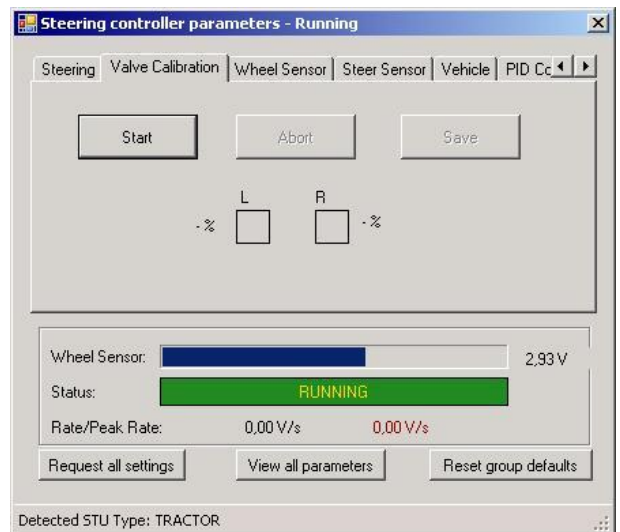 Steering controller parameters - Running
Steering Valve Calibration Wheel Sensor Steer Sensor Vehicle PID Cc
Start Abort Save
L R
- % - %
Wheel Sensor: 2,93 V
Status: RUNNING
Rate/Peak Rate: 0,00 V/s 0,00 V/s
Request all settings View all parameters Reset group defaults
Detected STU Type: TRACTOR